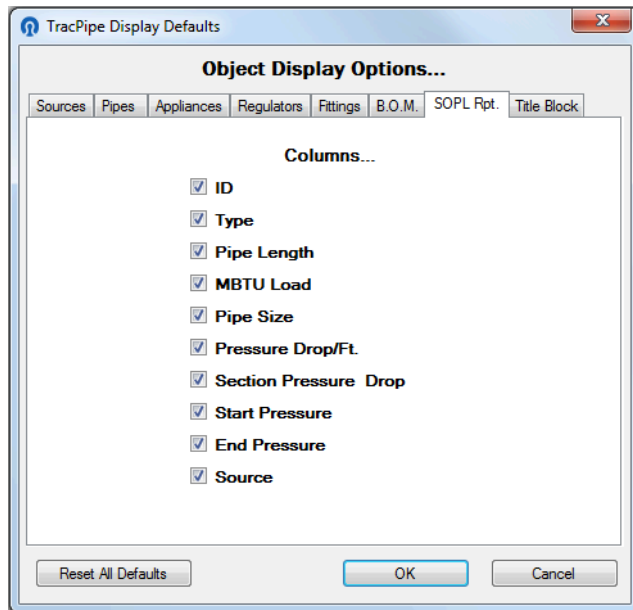 TracPipe Display Defaults
Object Display Options...
Sources Pipes Appliances Regulators Fittings B.O.M. SOPL Rpt. Title Block
Columns...
ID
Type
Pipe Length
MBTU Load
Pipe Size
Pressure Drop/Ft.
Section Pressure  Drop
Start Pressure
End Pressure
Source
Reset All Defaults OK Cancel